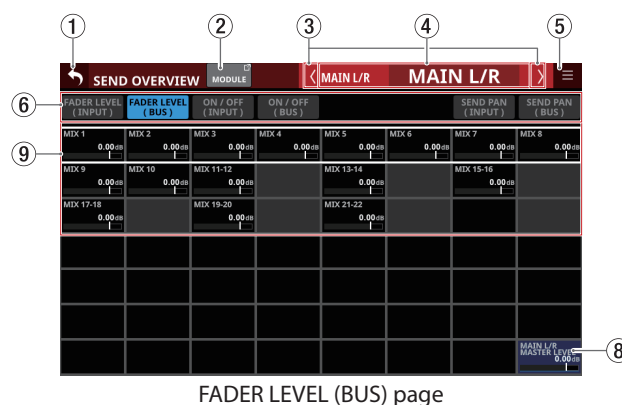 1 2 3 4 5
SEND OVERVIEW MODULE MAIN L/R MAIN L/R
6
FADER LEVEL FADER LEVEL ON / OFF ON / OFF SEND PAN SEND PAN
( INPUT ) ( BUS ) ( INPUT ) ( BUS ) ( INPUT ) ( BUS )
9
MIX 1 MIX 2 MIX 3 MIX 4 MIX 5 MIX 6 MIX 7 MIX 8
0.00dB 0.00dB 0.00dB 0.00dB 0.00dB 0.00dB 0.00dB 0.00dB
MIX 9 MIX 10 MIX 11-12 MIX 13-14 MIX 15-16
0.00dB 0.00dB 0.00dB 0.00dB 0.00dB
MIX 17-18 MIX 19-20 MIX 21-22
0.00dB 0.00dB 0.00dB
MAIN L/R
MASTER LEVEL 8
0.00dB
FADER LEVEL (BUS) page